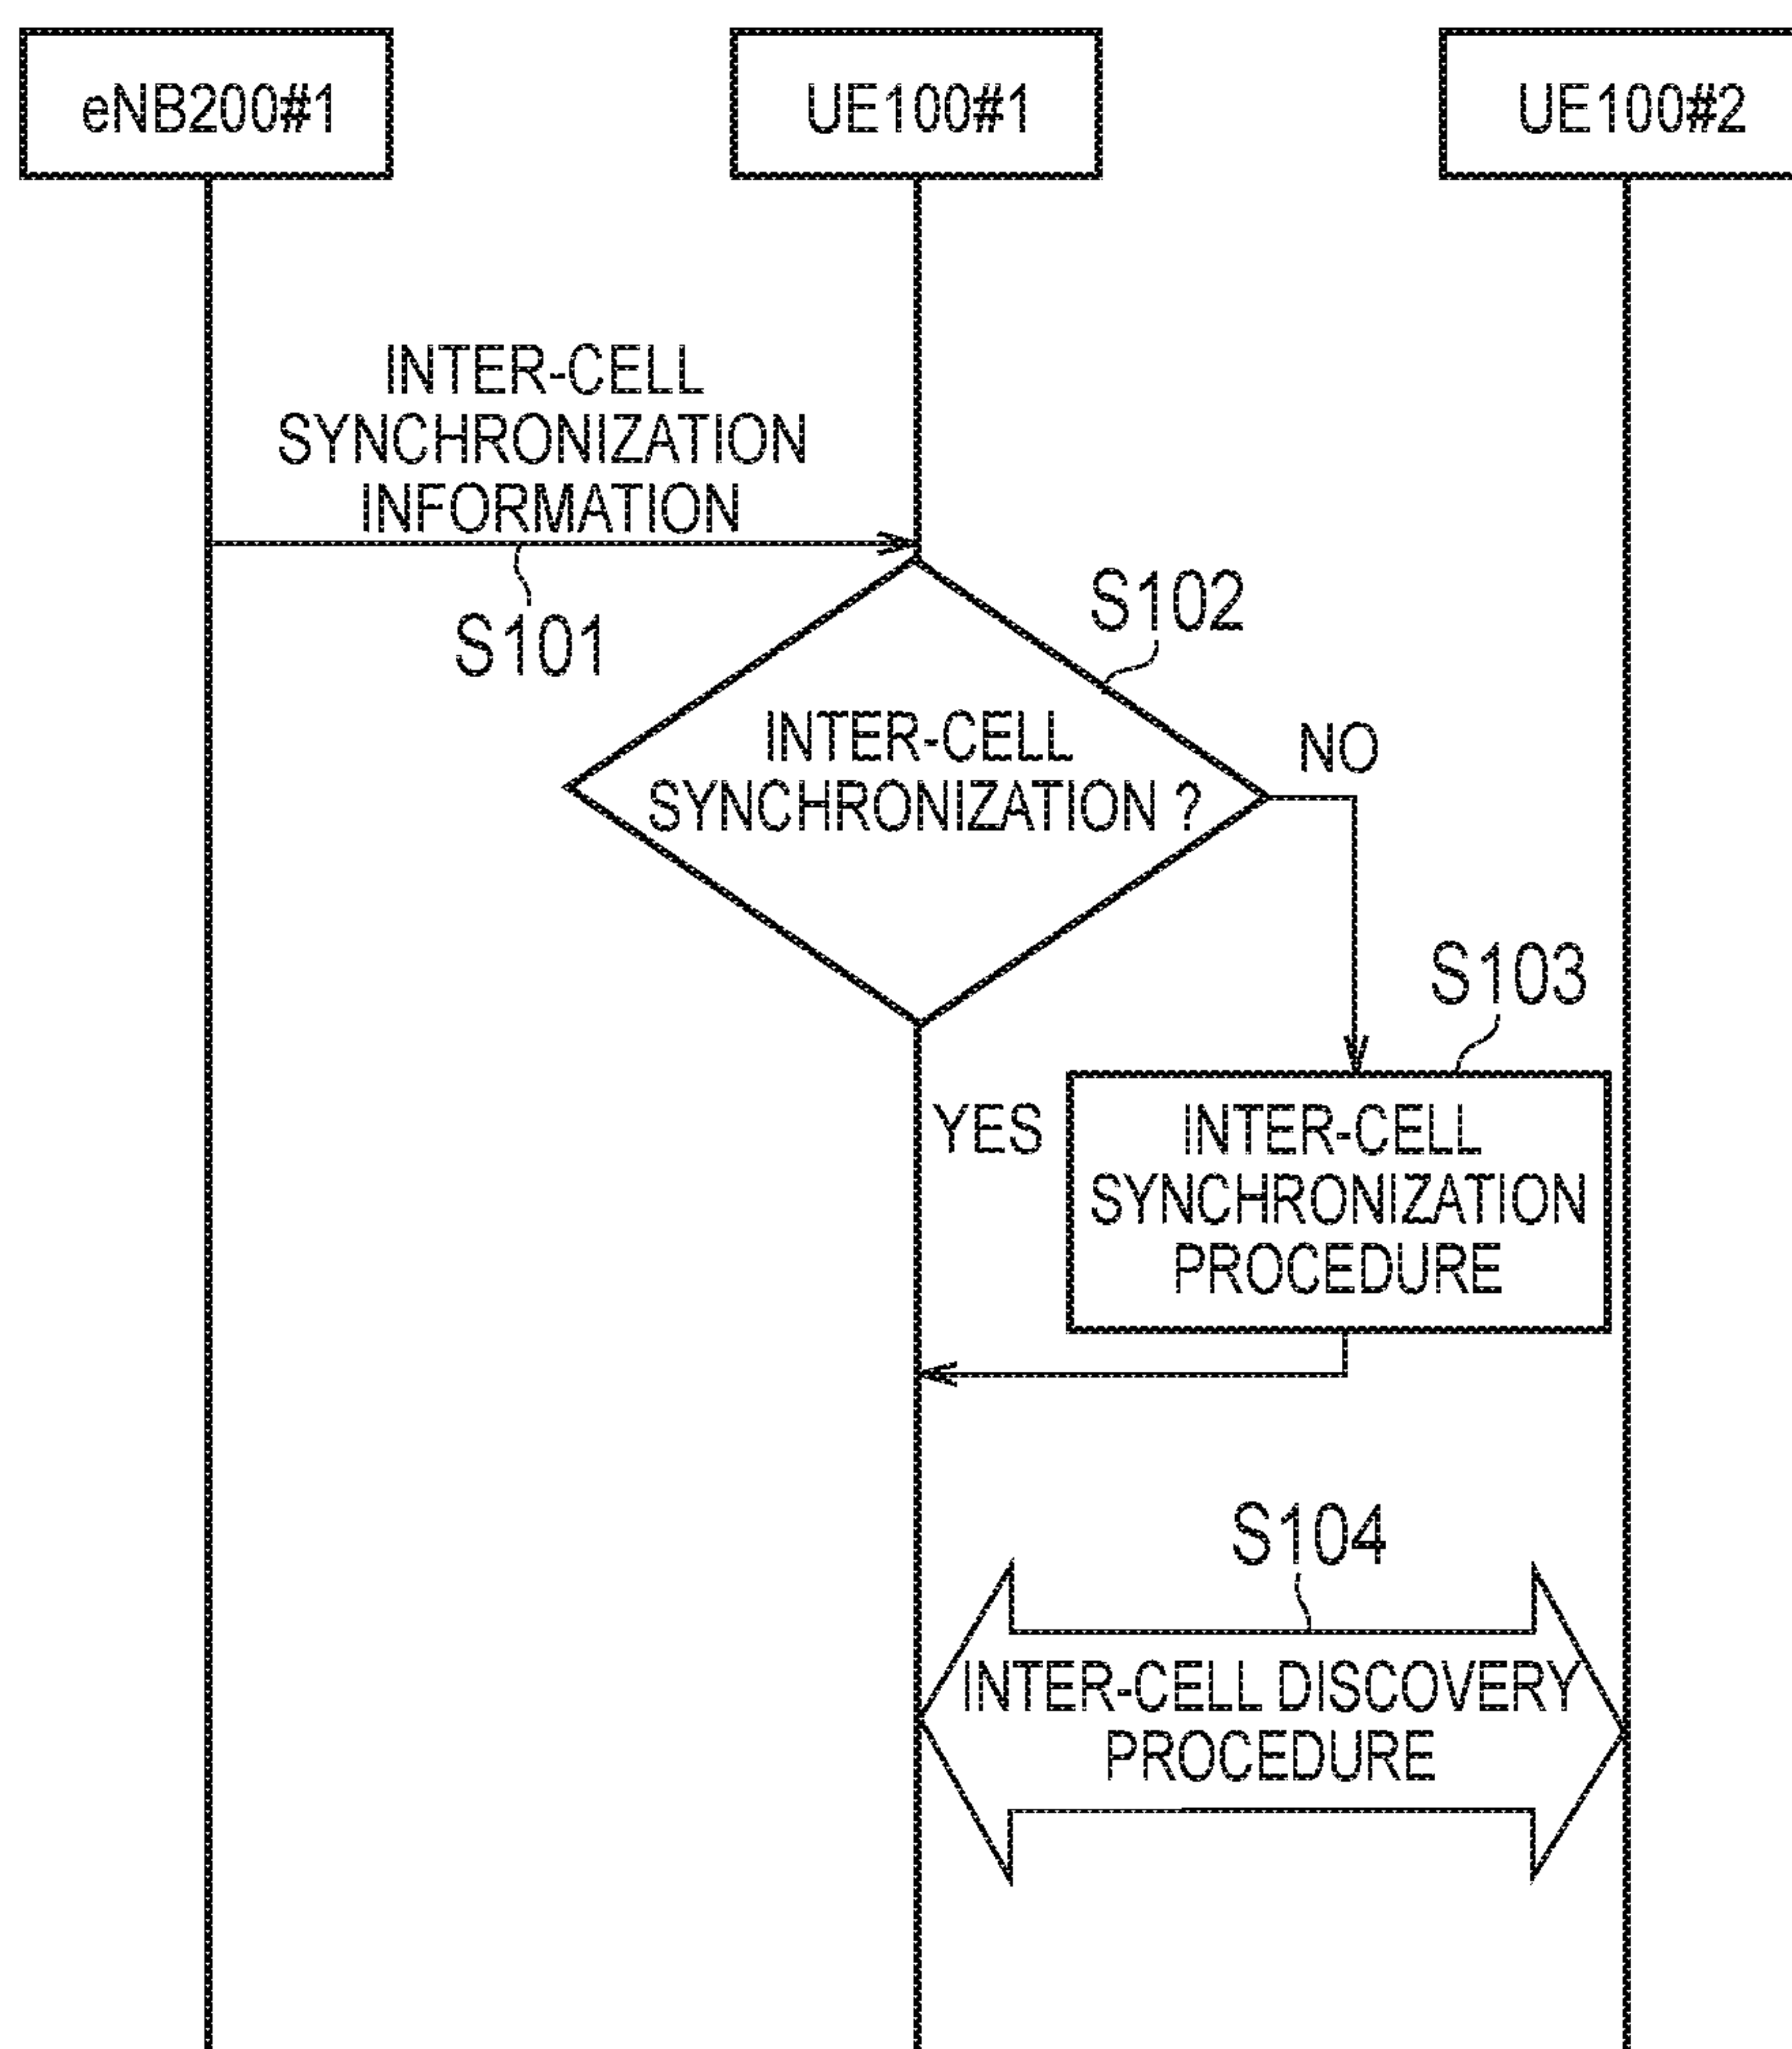 eNB200#1
UE100#1
UE100#2
INTER-CELL
SYNCHRONIZATION
INFORMATION
S101
S102
INTER-CELL
SYNCHRONIZATION ?
NO
S103
YES
INTER-CELL
SYNCHRONIZATION
PROCEDURE
S104
INTER-CELL DISCOVERY
PROCEDURE